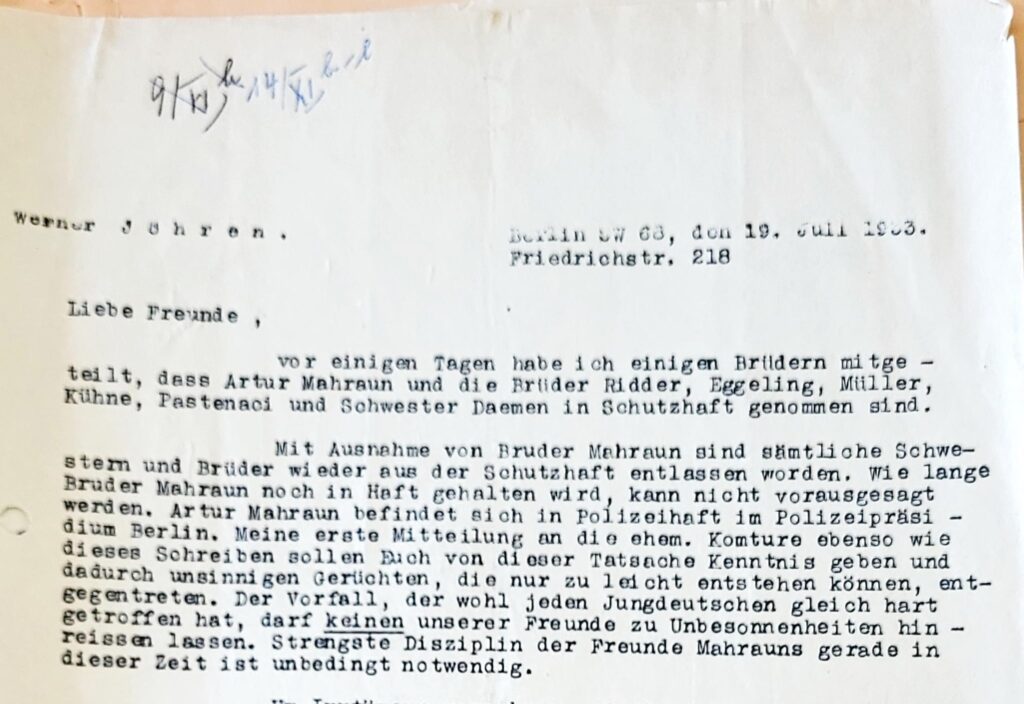 9/XI 14/XI
Werner Jöhren.
Berlin SW 68, den 19. Juli 1933.
Friedrichstr. 218
Liebe Freunde ,
vor einigen Tagen habe ich einigen Brüdern mitge -
teilt, dass Artur Mahraun und die Brüder Ridder, Eggeling, Müller,
Kühne, Pastenaci und Schwester Daemen in Schutzhaft genommen sind.
Mit Ausnahme von Bruder Mahraun sind sämtliche Schwe-
stern und Brüder wieder aus der Schutzhaft entlassen worden. Wie lange
Bruder Mahraun noch in Haft gehalten wird, kann nicht vorausgesagt
werden. Artur Mahraun befindet sich in Polizeihaft im Polizeipräsi -
dium Berlin. Meine erste Mitteilung an die ehem. Komture ebenso wie
dieses Schreiben sollen Euch von dieser Tatsache Kenntnis geben und
dadurch unsinnigen Gerüchten, die nur zu leicht entstehen können, ent-
gegentreten. Der Vorfall, der wohl jeden Jungdeutschen gleich hart
getroffen hat, darf keinen unserer Freunde zu Unbesonnenheiten hin -
reissen lassen. Strengste Disziplin der Freunde Mahrauns gerade in
dieser Zeit ist unbedingt notwendig.